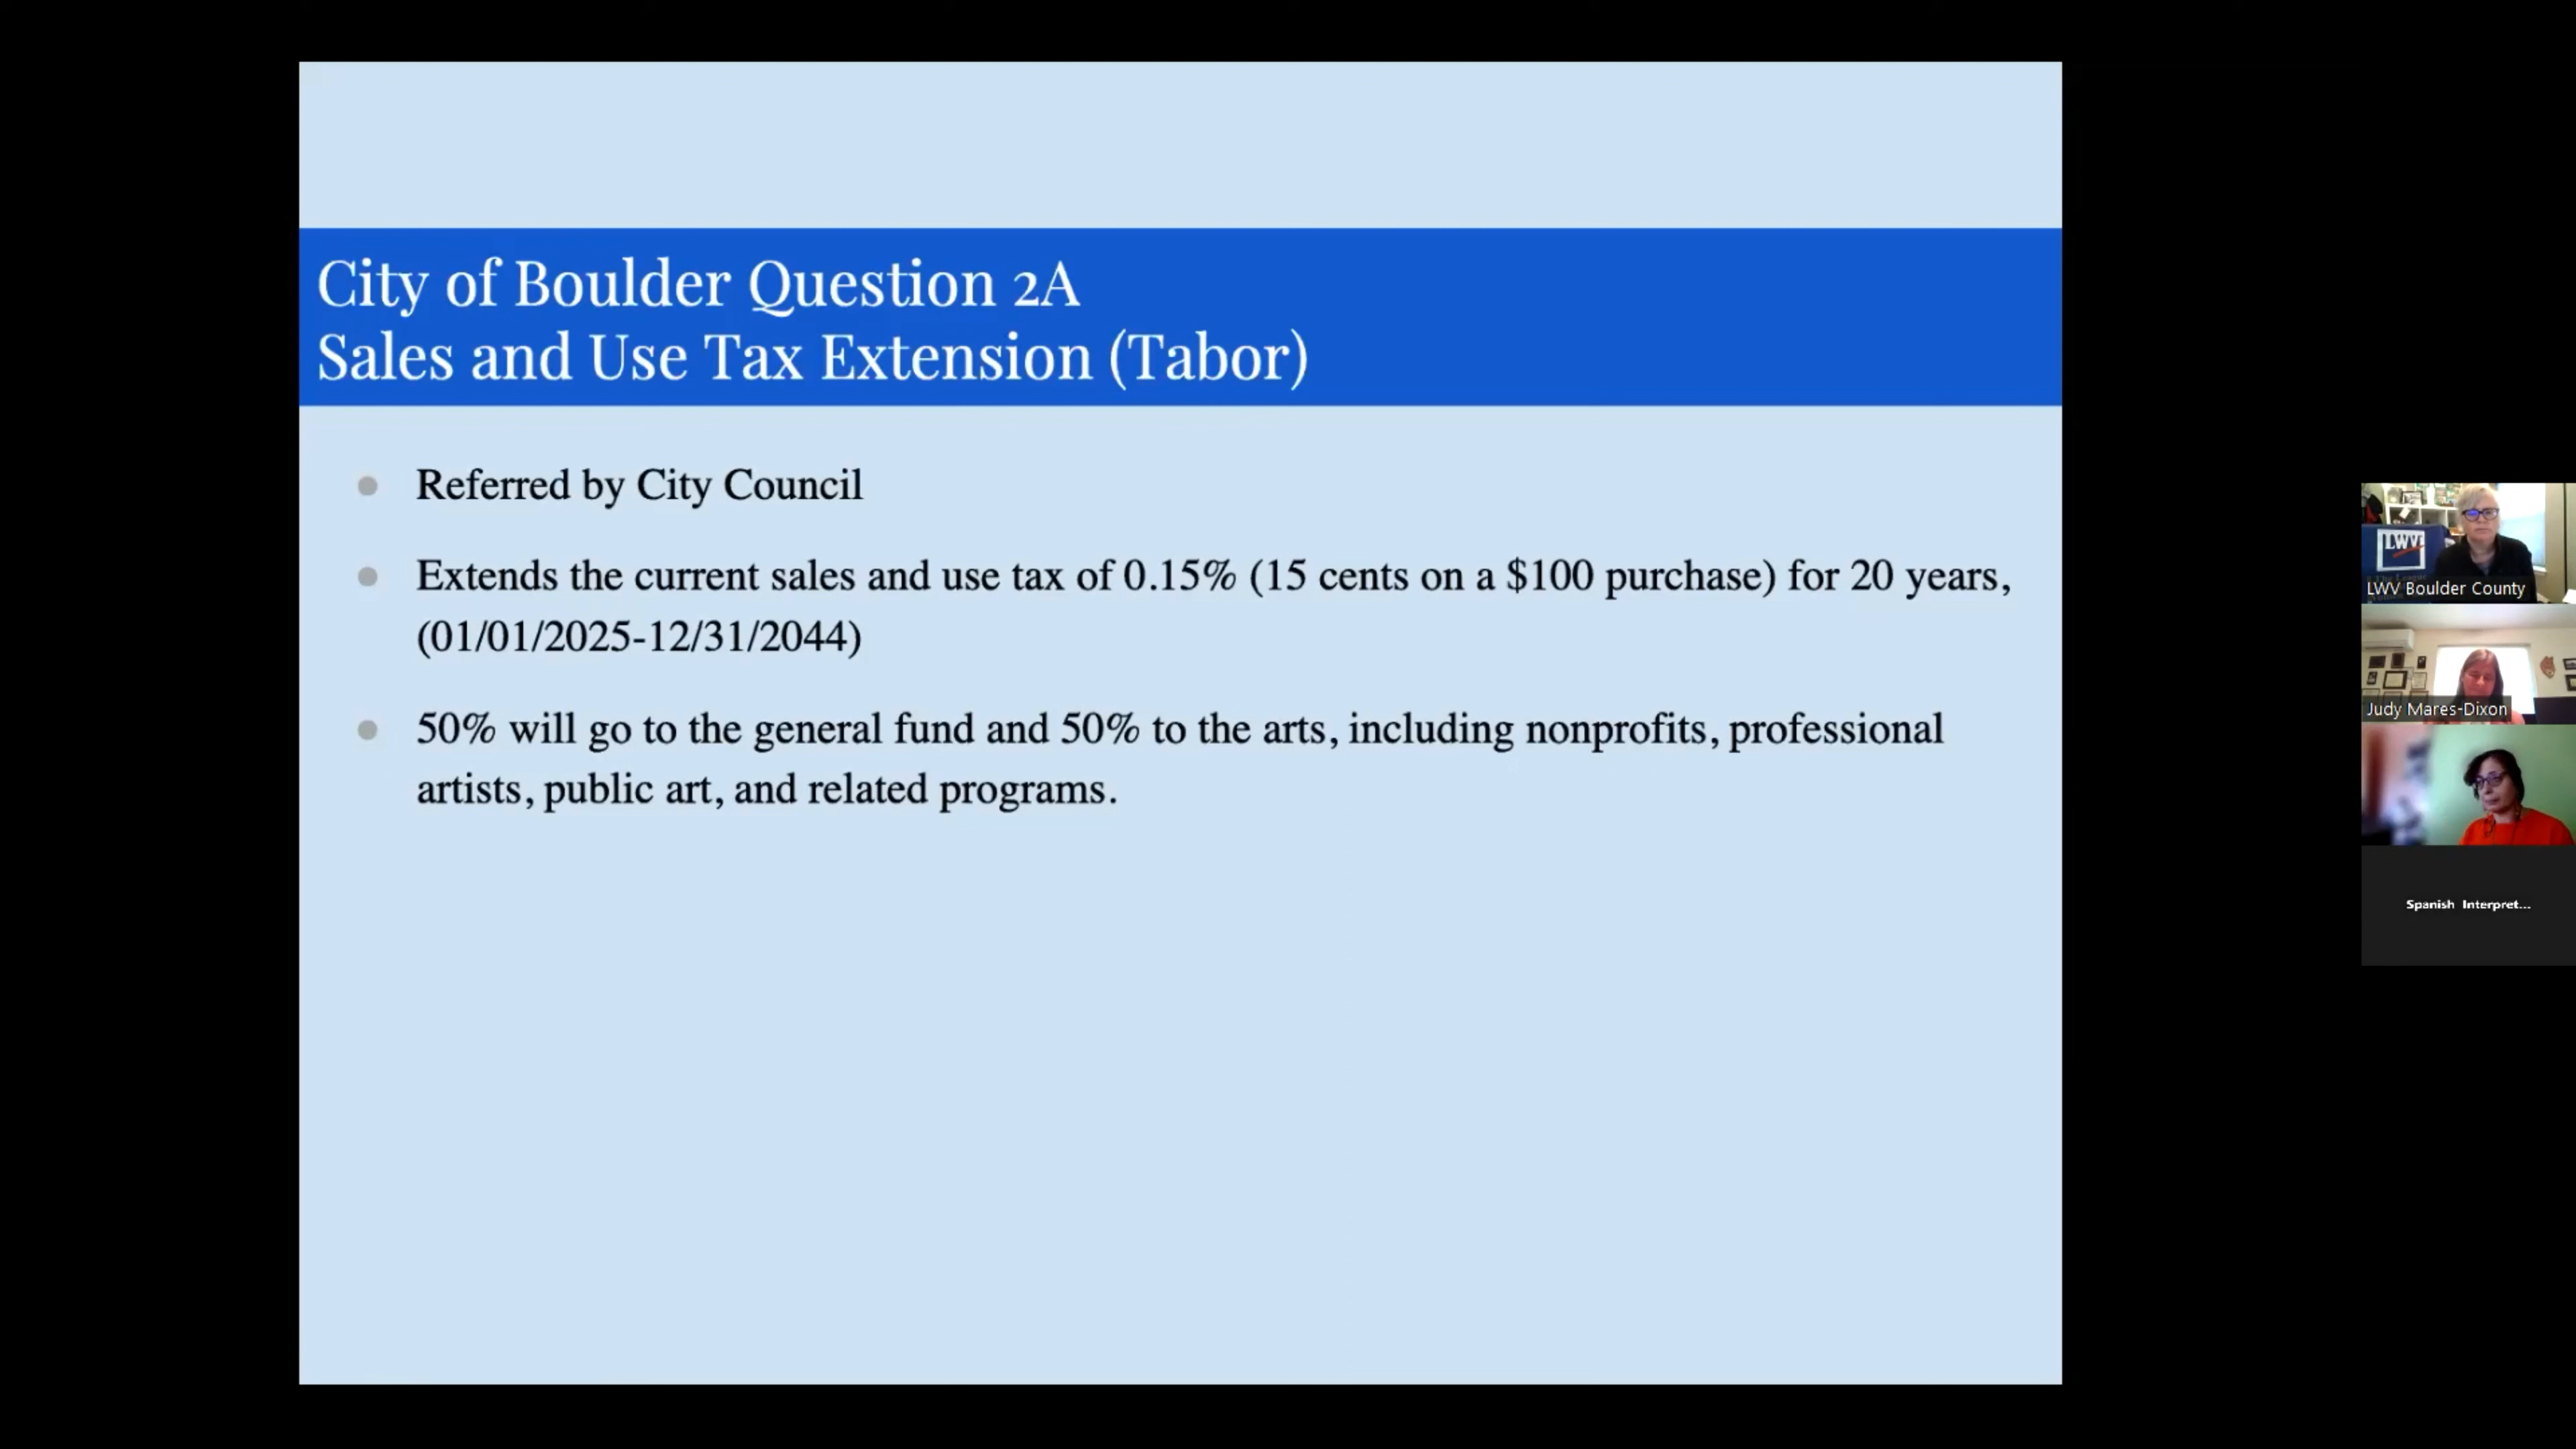 City of Boulder Question 2A
Sales and Use Tax Extension (Tabor)
Referred by City Council
Extends the current sales and use tax of 0.15% (15 cents on a $100 purchase) for 20 years,
(01/01/2025-12/31/2044)
50% will go to the general fund and 50% to the arts, including nonprofits, professional
artists, public art, and related programs.
LWV
LWV Boulder County
Judy Mares-Dixon
Spanish Interpret...